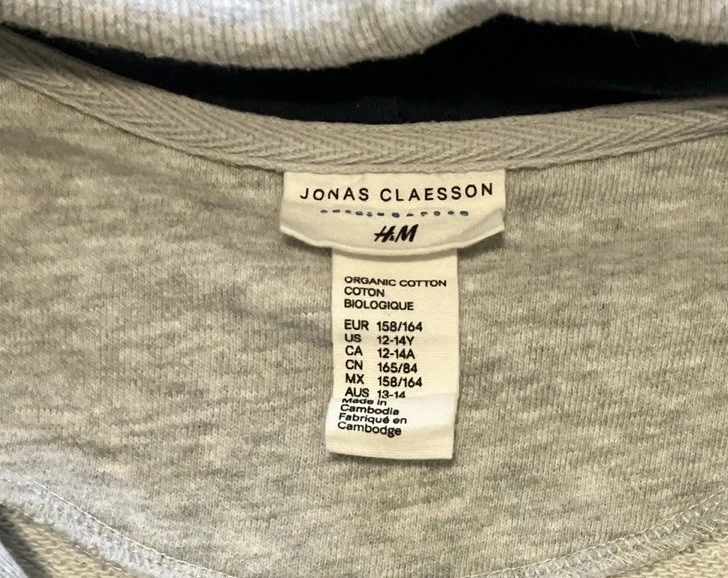 JONAS CLAESSON
H&M
ORGANIC COTTON
COTON
BIOLOGIQUE
EUR 158/164
US 12-14Y
CA 12-14A
CN 165/84
MX 158/164
AUS 13-14
Made in
Cambodia
Fabriqué en
Cambodge